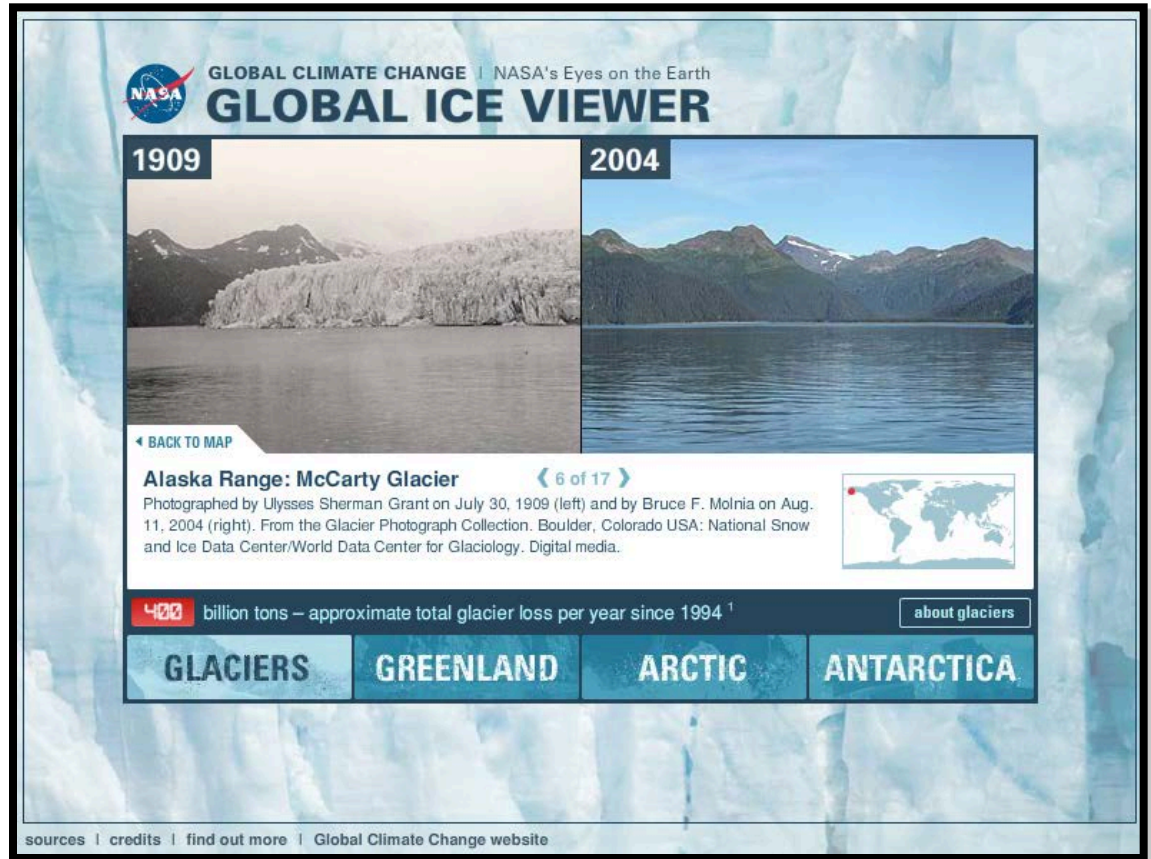 NASA
GLOBAL CLIMATE CHANGE | NASA's Eyes on the Earth
GLOBAL ICE VIEWER
1909
2004
BACK TO MAP
Alaska Range: McCarty Glacier
6 of 17
Photographed by Ulysses Sherman Grant on July 30, 1909 (left) and by Bruce F. Molnia on Aug.
11, 2004 (right). From the Glacier Photograph Collection. Boulder, Colorado USA: National Snow
and Ice Data Center/World Data Center for Glaciology. Digital media.
400 billion tons – approximate total glacier loss per year since 1994 1
about glaciers
GLACIERS
GREENLAND
ARCTIC
ANTARCTICA
sources | credits | find out more | Global Climate Change website